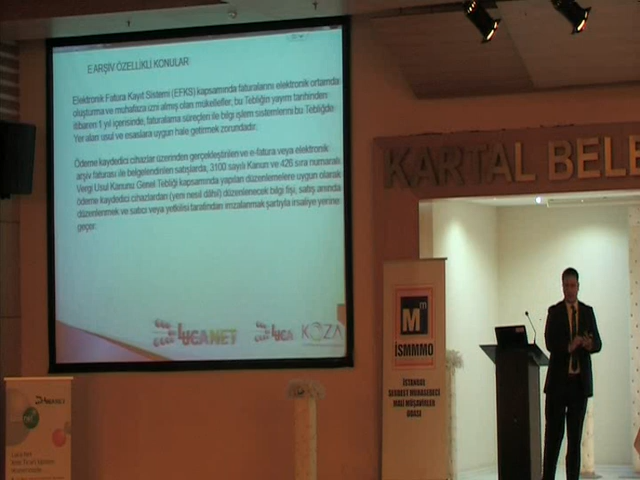 E ARŞİV ÖZELLİKLİ KONULAR
Elektronik Fatura Kayıt Sistemi (EFKS) kapsamında faturalarını elektronik ortamda
oluşturma ve muhafaza izni almış olan mükellefler, bu Tebliğin yayım tarihinden
itibaren 1 yıl içerisinde, faturalama süreçleri ile bilgi işlem sistemlerini bu Tebliğde
Yer alan usul ve esaslara uygun hale getirmek zorundadır.
Ödeme kaydedici cihazlar üzerinden gerçekleştirilen ve e-fatura veya elektronik
arşiv faturası ile belgelendirilen satışlarda, 3100 sayılı Kanun ve 426 sıra numaralı
Vergi Usul Kanunu Genel Tebliği kapsamında yapılan düzenlemelere uygun olarak
ödeme kaydedici cihazlardan (yeni nesil dâhil) düzenlenecek bilgi fişi, satış anında
düzenlenmek ve satıcı veya yetkilisi tarafından imzalanmak şartıyla irsaliye yerine
geçer.
LUCANET
LUCA
KOZA
KARTAL BELE
M
İSMMMO
İSTANBUL
SERBEST MUHASEBECİ
MALİ MÜŞAVİRLER
ODASI